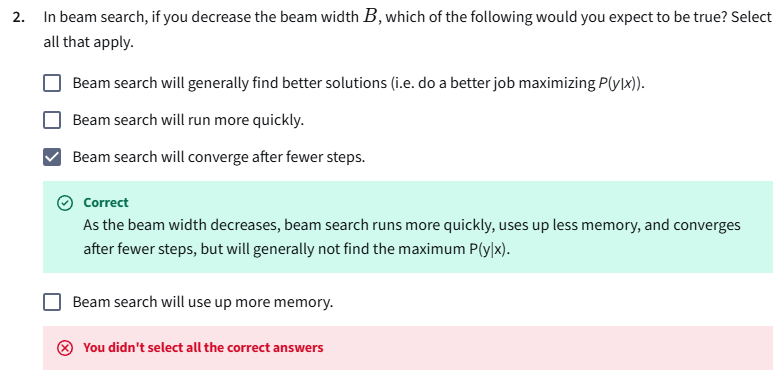 2. In beam search, if you decrease the beam width B, which of the following would you expect to be true? Select
all that apply.
Beam search will generally find better solutions (i.e. do a better job maximizing P(y|x)).
Beam search will run more quickly.
Beam search will converge after fewer steps.
Correct
As the beam width decreases, beam search runs more quickly, uses up less memory, and converges
after fewer steps, but will generally not find the maximum P(y|x).
Beam search will use up more memory.
You didn't select all the correct answers